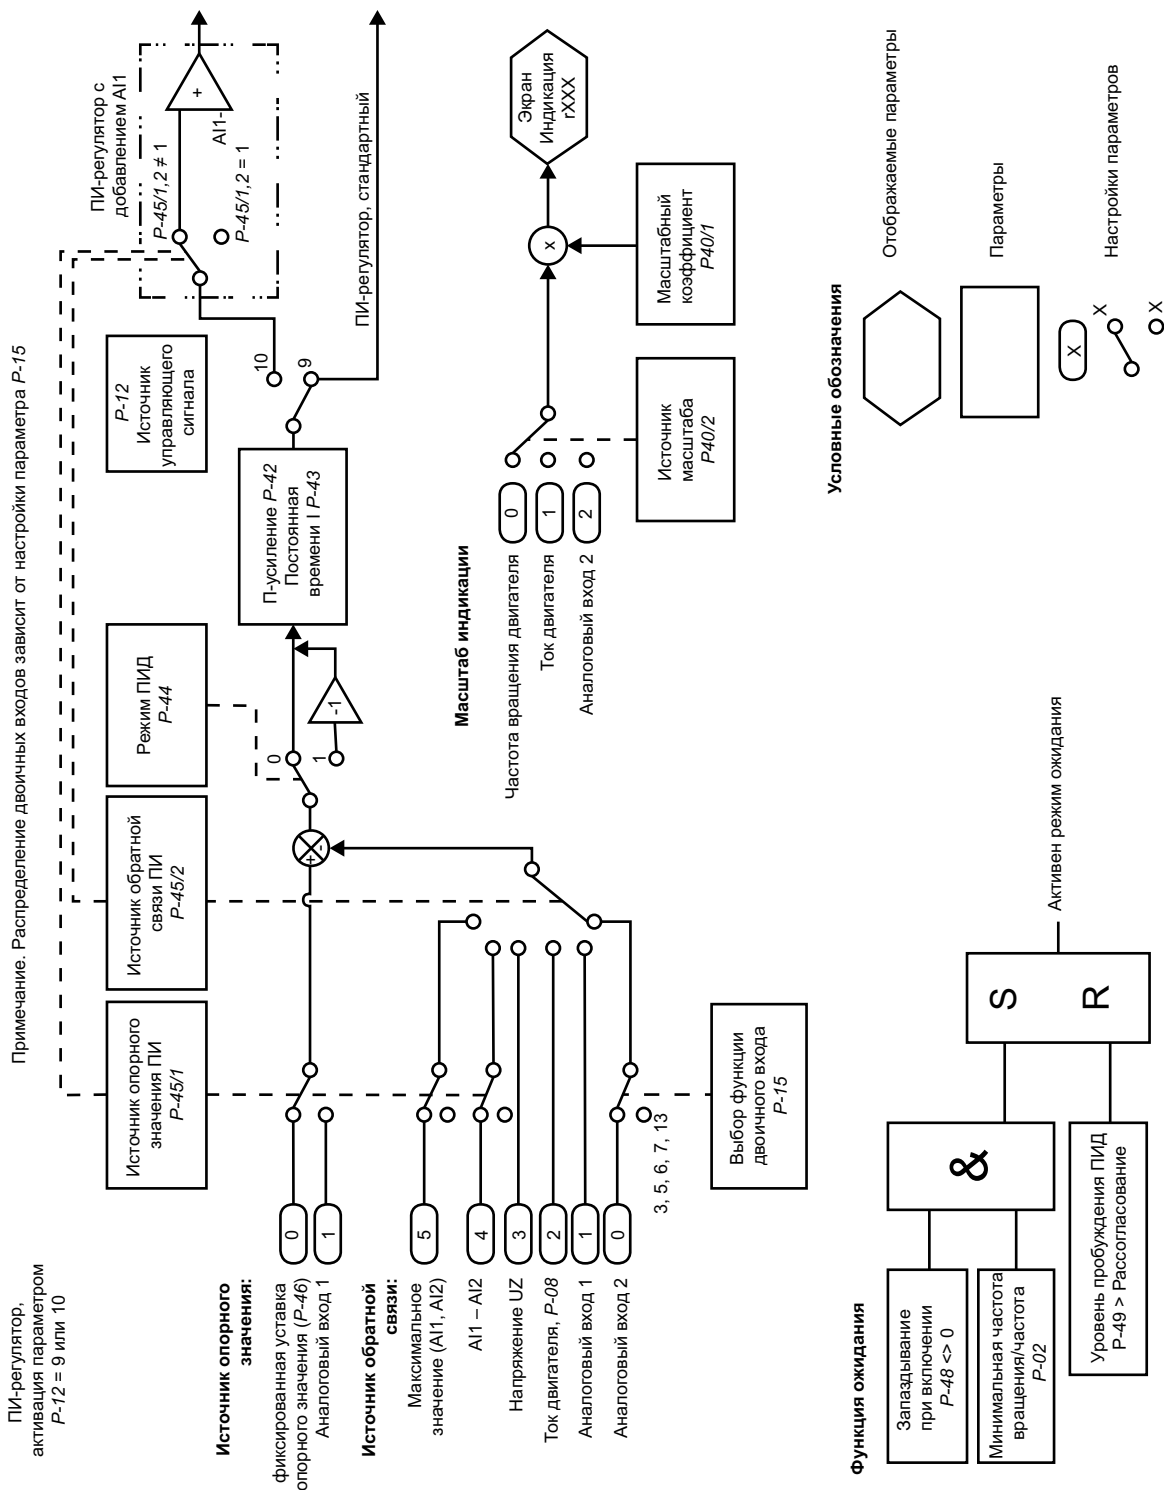 Примечание. Распределение двоичных входов зависит от настройки параметра P-15
ПИ-регулятор,
активация параметром
P-12 = 9 или 10
Источник опорного
значения ПИ
P-45/1
Источник обратной
связи ПИ
P-45/2
Режим ПИД
P-44
P-12
Источник
управляющего
сигнала
ПИ-регулятор с
добавлением AI1
P-45/1,2 ≠ 1
P-45/1,2 = 1
AI1-
+
Источник опорного
значения:
фиксированная уставка
опорного значения (P-46)
0
Аналоговый вход 1
1
+
-
0
1
-1
П-усиление P-42
Постоянная
времени I P-43
10
9
ПИ-регулятор, стандартный
Источник обратной
связи:
Максимальное
значение (AI1, AI2)
5
AI1 – AI2
4
Напряжение UZ
3
Ток двигателя, P-08
2
Аналоговый вход 1
1
Аналоговый вход 2
0
3, 5, 6, 7, 13
Выбор функции
двоичного входа
P-15
Масштаб индикации
Частота вращения двигателя
0
Ток двигателя
1
Аналоговый вход 2
2
x
Экран
Индикация
rXXX
Источник
масштаба
P40/2
Масштабный
коэффициент
P40/1
Функция ожидания
Запаздывание
при включении
P-48 <> 0
Минимальная частота
вращения/частота
P-02
&
Уровень пробуждения ПИД
P-49 > Рассогласование
S
R
Активен режим ожидания
Условные обозначения
Отображаемые параметры
Параметры
X
X
X
Настройки параметров